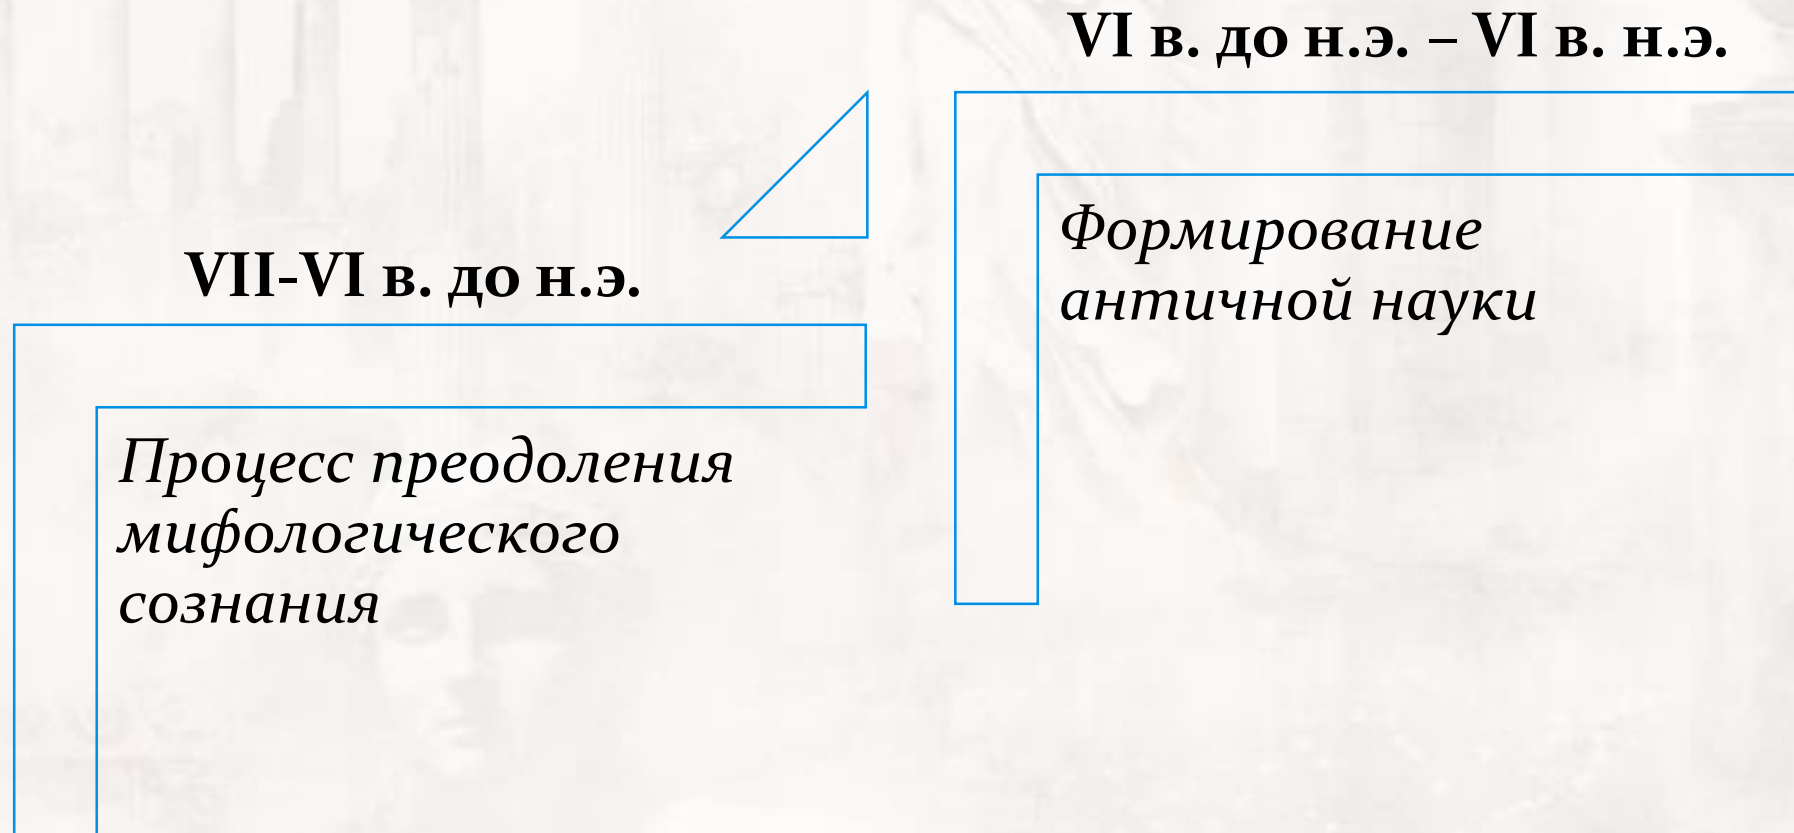 VII-VI в. до н.э.
Процесс преодоления
мифологического
сознания
VI в. до н.э. – VI в. н.э.
Формирование
античной науки